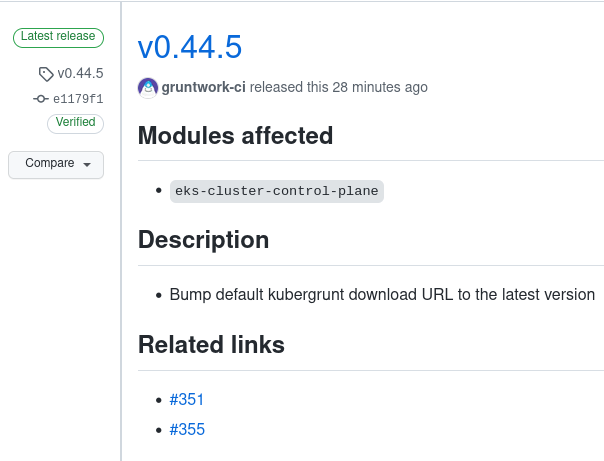 Latest release
v0.44.5
e1179f1
Verified
Compare
v0.44.5
gruntwork-ci released this 28 minutes ago
Modules affected
• eks-cluster-control-plane
Description
• Bump default kubergrunt download URL to the latest version
Related links
• #351
• #355